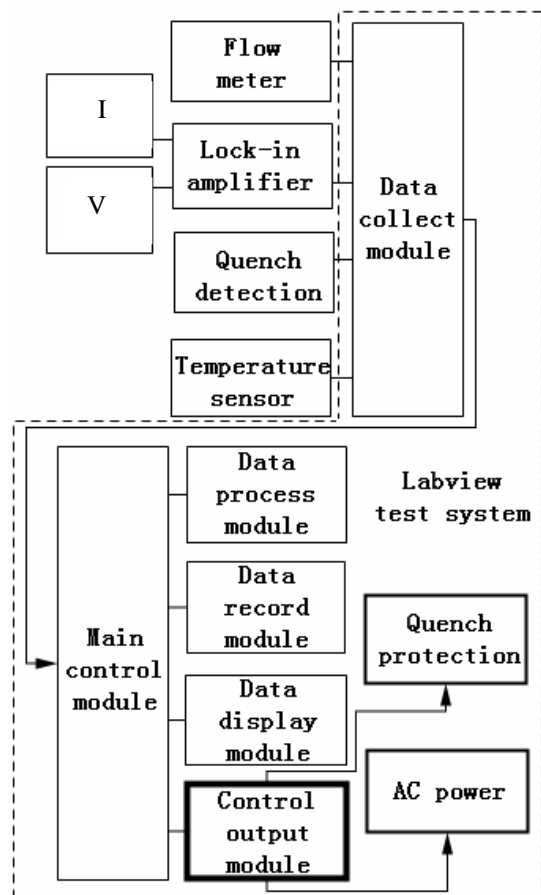 Flow
meter
I
Lock-in
amplifier
V
Data
collect
module
Quench
detection
Temperature
sensor
Labview
test system
Data
process
module
Data
record
module
Main
control
module
Quench
protection
Data
display
module
Control
output
module
AC power